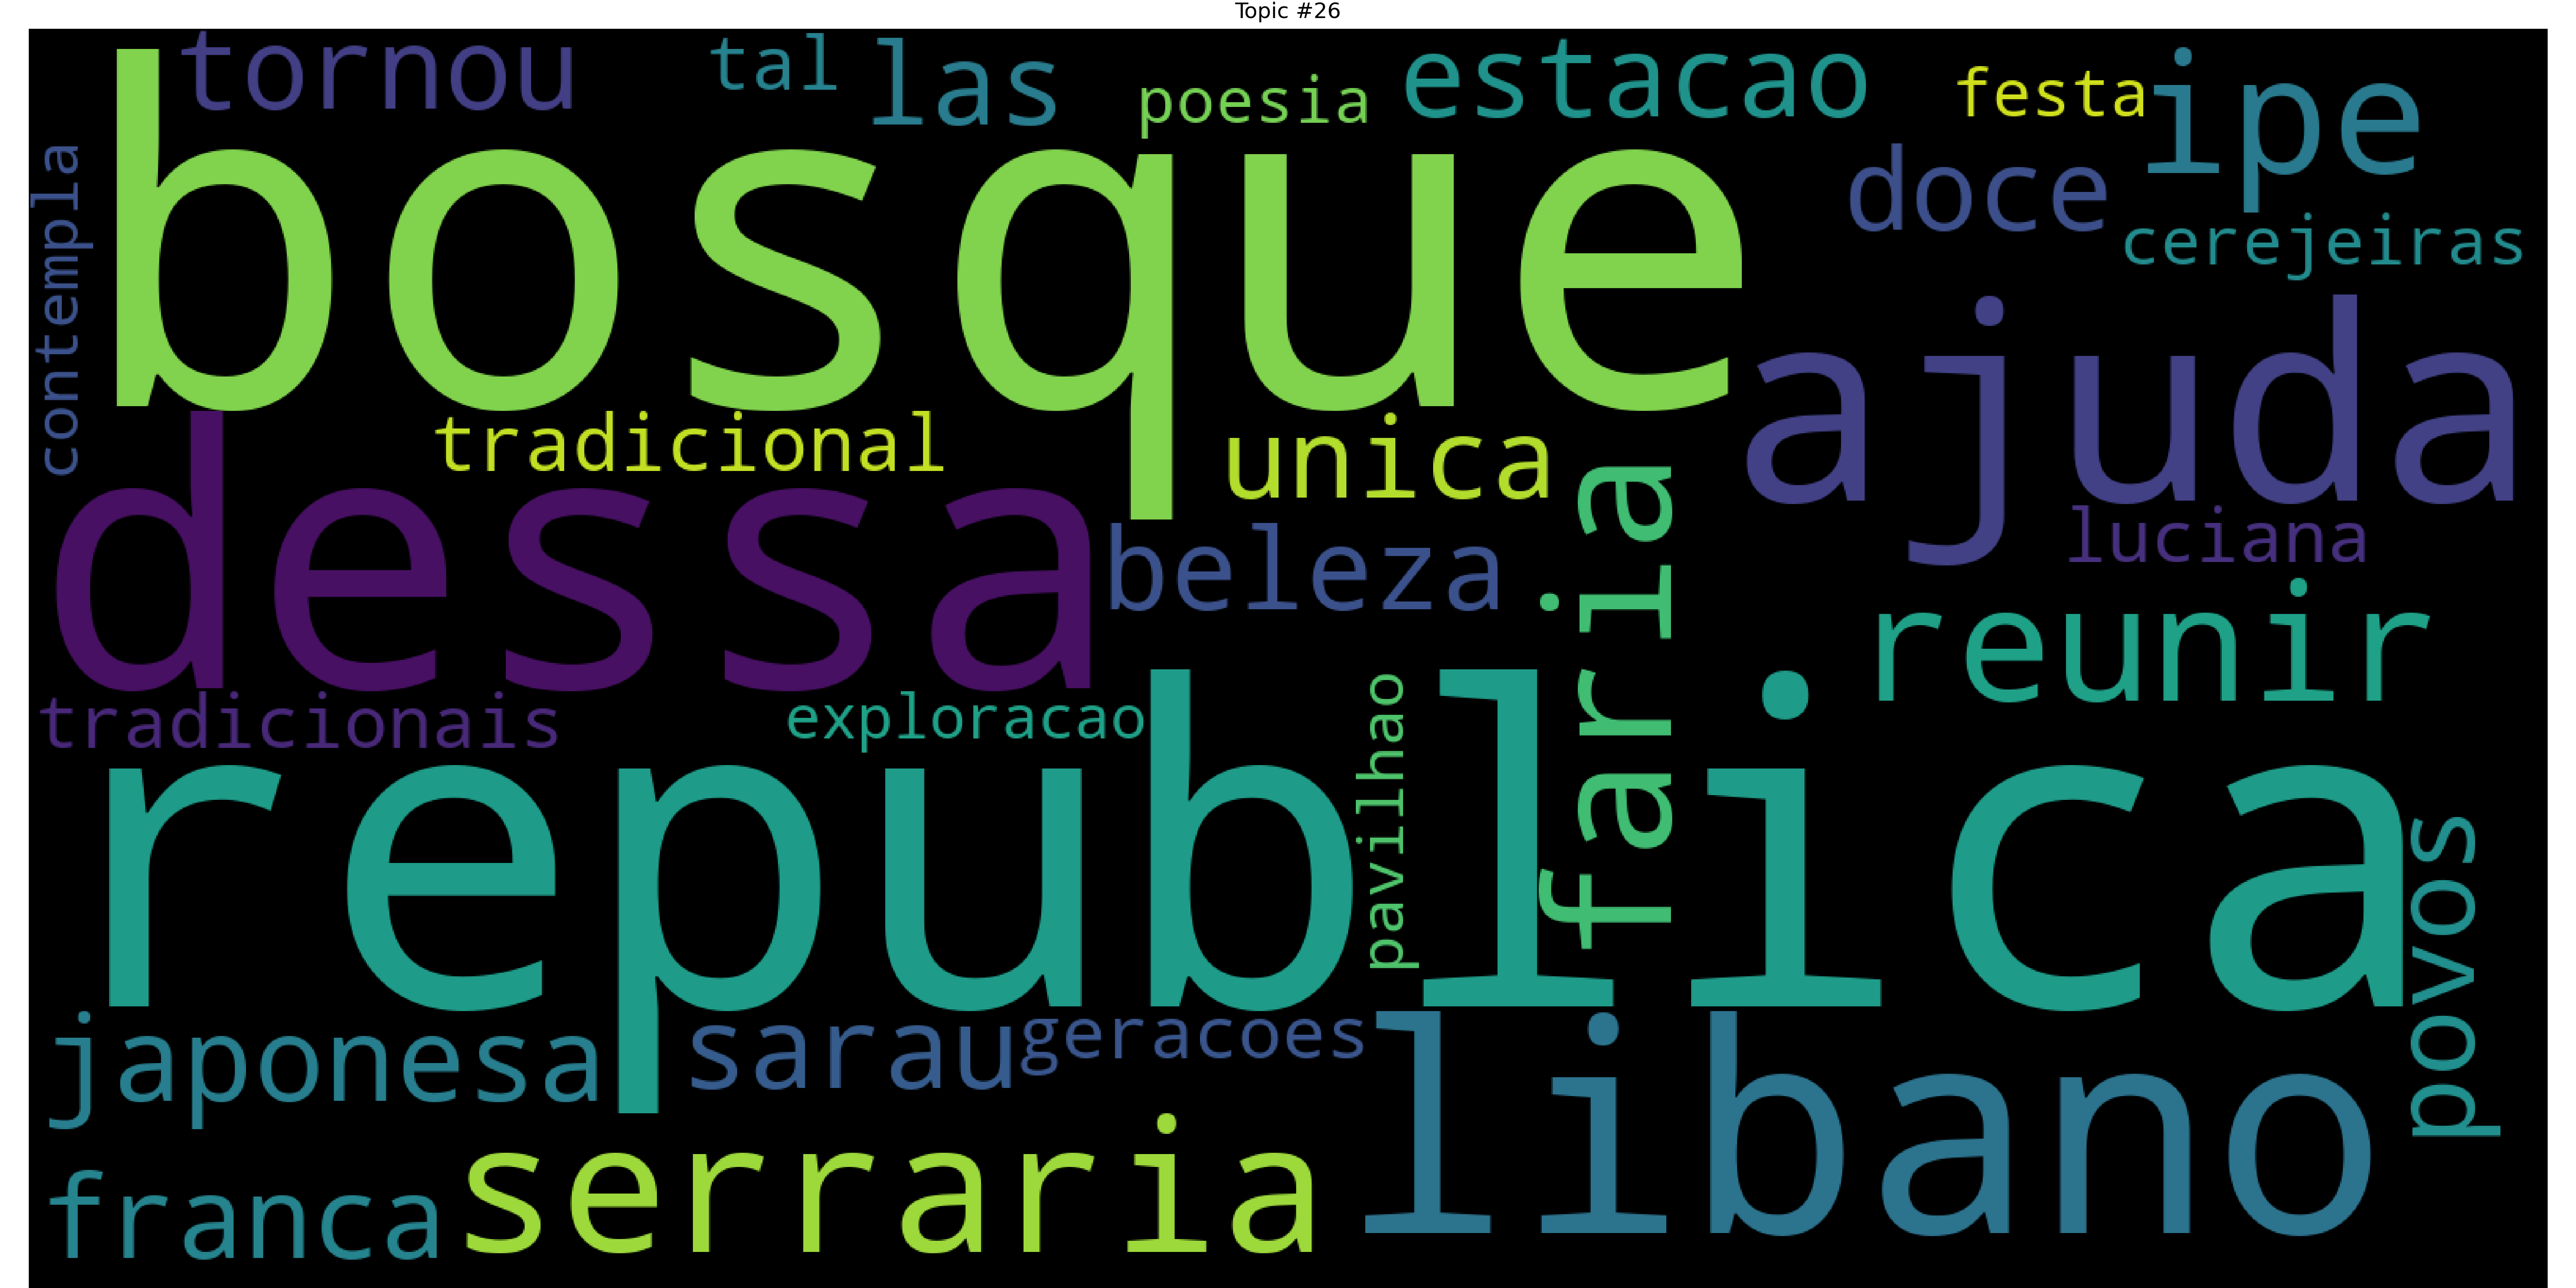 Topic #26
tornou
tal
las
poesia
estacao
festa
ipe
contempla
bosque
doce
cerejeiras
ajuda
tradicional
unica
dessa
beleza
faria
luciana
reunir
tradicionais
exploracao
pavilhao
republica
povos
japonesa
sarau
geracoes
libano
franca
serraria